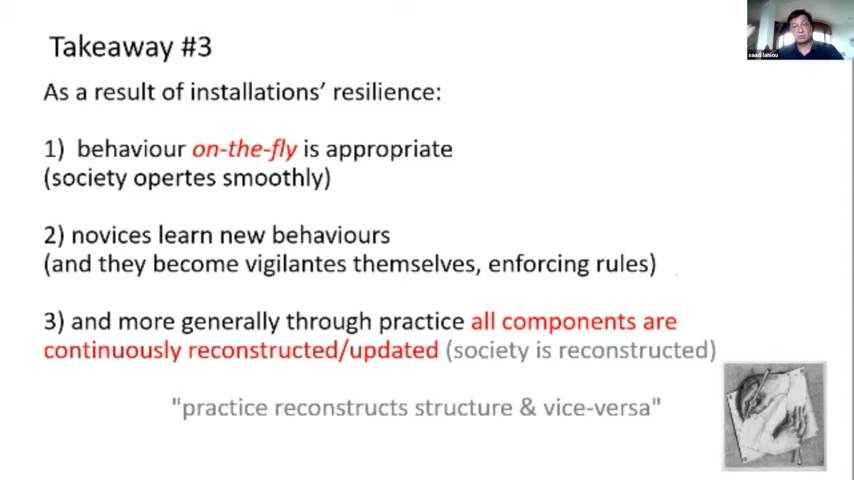 Takeaway #3
saadi lahlou
As a result of installations' resilience:
1) behaviour on-the-fly is appropriate
(society opertes smoothly)
2) novices learn new behaviours
(and they become vigilantes themselves, enforcing rules)
3) and more generally through practice all components are
continuously reconstructed/updated (society is reconstructed)
"practice reconstructs structure & vice-versa"